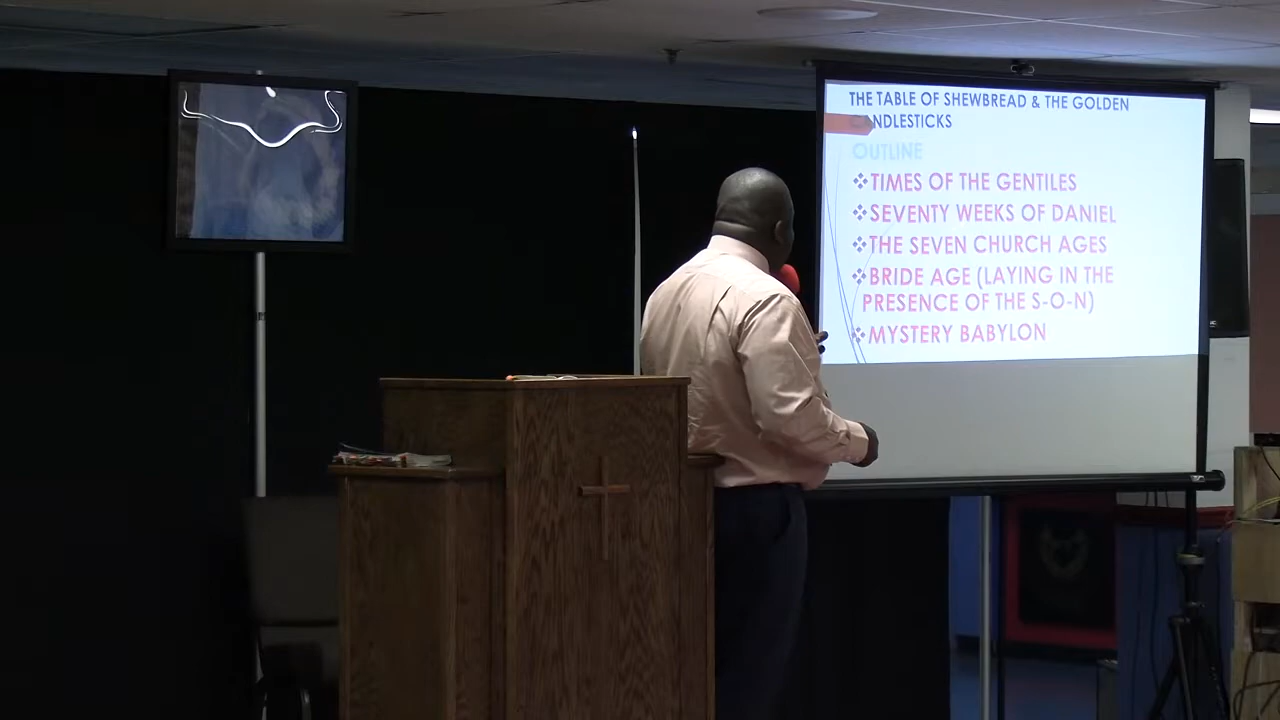 THE TABLE OF SHEWBREAD & THE GOLDEN
CANDLESTICKS
OUTLINE
❖TIMES OF THE GENTILES
❖SEVENTY WEEKS OF DANIEL
❖THE SEVEN CHURCH AGES
❖BRIDE AGE (LAYING IN THE
PRESENCE OF THE S-O-N)
❖MYSTERY BABYLON